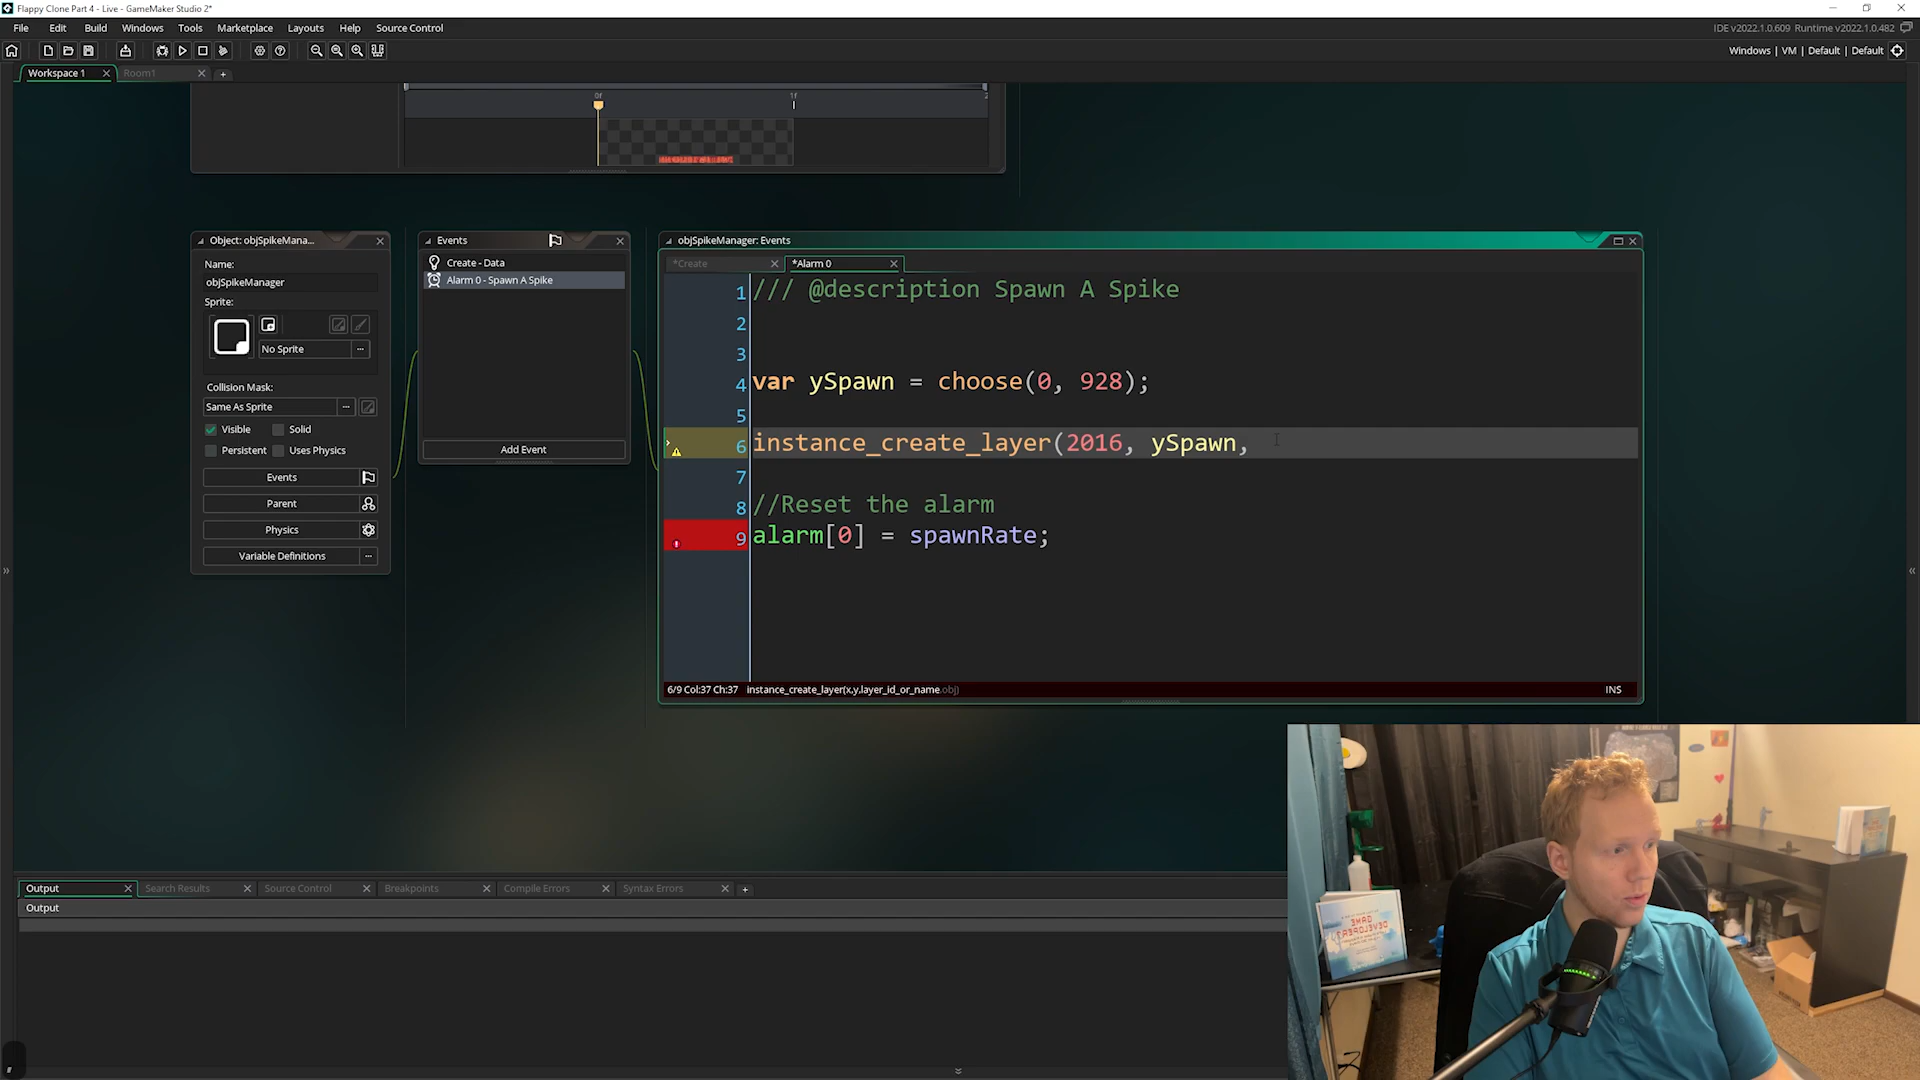 Flappy Clone Part 4 - Live - GameMaker Studio 2*
File Edit Build Windows Tools Marketplace Layouts Help Source Control
IDE v2022.1.0.609 Runtime v2022.1.0.482
Windows | VM | Default | Default
Workspace 1
Room1
0f
1f
2
Object: objSpikeMana...
Name:
objSpikeManager
Sprite:
No Sprite
...
Collision Mask:
Same As Sprite
...
Visible
Solid
Persistent
Uses Physics
Events
Parent
Physics
Variable Definitions
...
Events
Create - Data
Alarm 0 - Spawn A Spike
Add Event
objSpikeManager: Events
*Create
*Alarm 0
1 /// @description Spawn A Spike
2
3
4 var ySpawn = choose(0, 928);
5
6 instance_create_layer(2016, ySpawn,
7
8 //Reset the alarm
9 alarm[0] = spawnRate;
6/9 Col:37 Ch:37 instance_create_layer(x,y,layer_id_or_name,obj)
INS
Output
Search Results
Source Control
Breakpoints
Compile Errors
Syntax Errors
Output
GAME
DEVELOPER